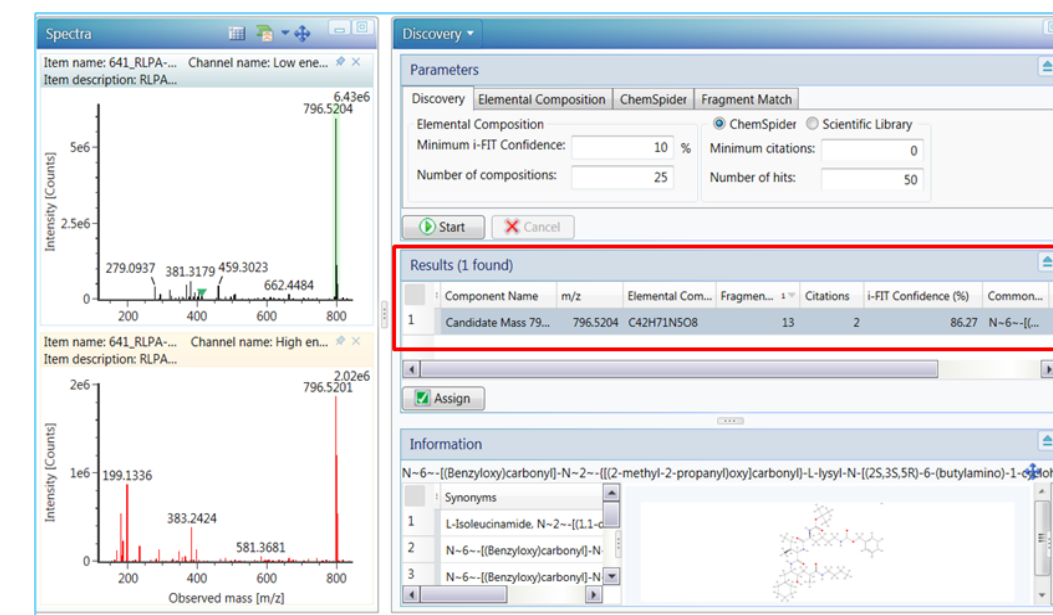 Spectra
Item name: 641_RLPA-... Channel name: Low ene...
Item description: RLPA...
6.43e6
796.5204
5e6
2.5e6
0
Intensity [Counts]
279.0937
381.3179
459.3023
662.4484
200 400 600 800
Item name: 641_RLPA-... Channel name: High en...
Item description: RLPA...
2.02e6
796.5201
2e6
1e6
0
Intensity [Counts]
199.1336
383.2424
581.3681
200 400 600 800
Observed mass [m/z]
Discovery
Parameters
Discovery Elemental Composition ChemSpider Fragment Match
Elemental Composition
Minimum i-FIT Confidence: 10 %
Number of compositions: 25
ChemSpider Scientific Library
Minimum citations: 0
Number of hits: 50
Start Cancel
Results (1 found)
Component Name m/z Elemental Com... Fragmen... 1 Citations i-FIT Confidence (%) Common...
1 Candidate Mass 79... 796.5204 C42H71N5O8 13 2 86.27 N~6~-[(...
Assign
Information
N~6~-[(Benzyloxy)carbonyl]-N~2~-{[(2-methyl-2-propanyl)oxy]carbonyl}-L-lysyl-N-[(2S,3S,5R)-6-(butylamino)-1-cycloh
Synonyms
1 L-Isoleucinamide, N~2~-[(1,1-d
2 N~6~-[(Benzyloxy)carbonyl]-N
3 N~6~-[(Benzyloxy)carbonyl]-N